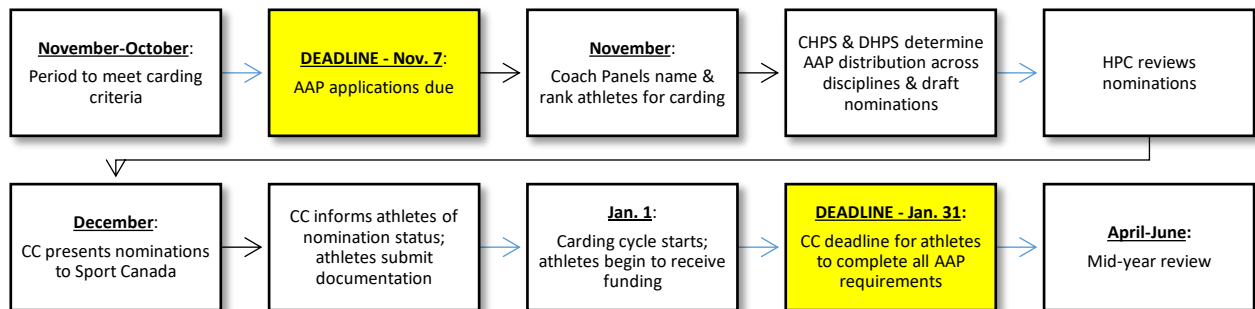 November-October:
Period to meet carding
criteria
DEADLINE - Nov. 7:
AAP applications due
November:
Coach Panels name &
rank athletes for carding
CHPS & DHPS determine
AAP distribution across
disciplines & draft
nominations
HPC reviews
nominations
December:
CC presents nominations
to Sport Canada
CC informs athletes of
nomination status;
athletes submit
documentation
Jan. 1:
Carding cycle starts;
athletes begin to receive
funding
DEADLINE - Jan. 31:
CC deadline for athletes
to complete all AAP
requirements
April-June:
Mid-year review